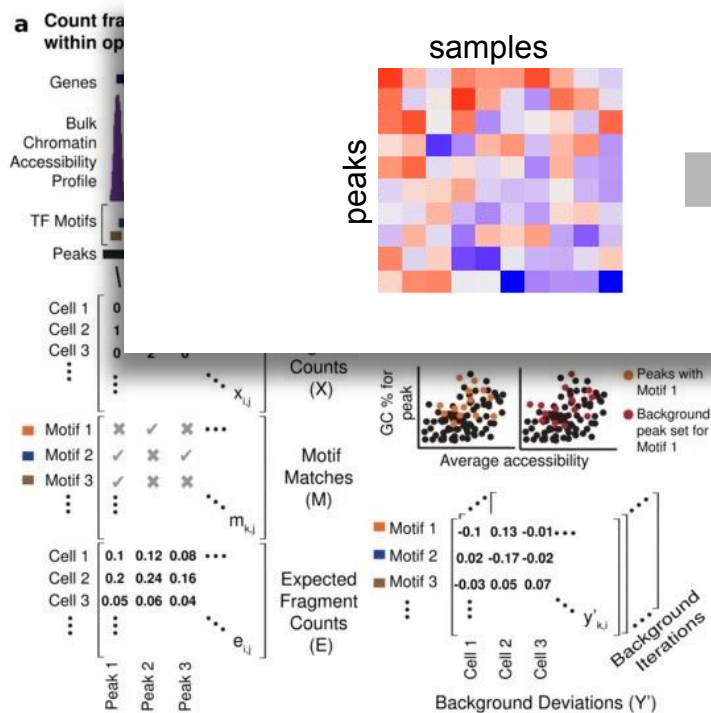 a Count fra
within op
samples
peaks
Genes
Bulk
Chromatin
Accessibility
Profile
TF Motifs
Peaks
Cell 1 0
Cell 2 1
Cell 3
Counts
(X)
x i,j
Motif 1 ✖ ✓ ✖
Motif 2 ✓ ✖ ✓
Motif 3 ✓ ✖ ✖
Motif
Matches
(M)
m k,j
Cell 1 0.1 0.12 0.08
Cell 2 0.2 0.24 0.16
Cell 3 0.05 0.06 0.04
Expected
Fragment
Counts
(E)
e i,j
Peak 1 Peak 2 Peak 3
GC % for
peak
Average accessibility
Peaks with
Motif 1
Background
peak set for
Motif 1
Motif 1 -0.1 0.13 -0.01
Motif 2 0.02 -0.17 -0.02
Motif 3 -0.03 0.05 0.07
y' k,i
Background
Iterations
Cell 1 Cell 2 Cell 3
Background Deviations (Y')